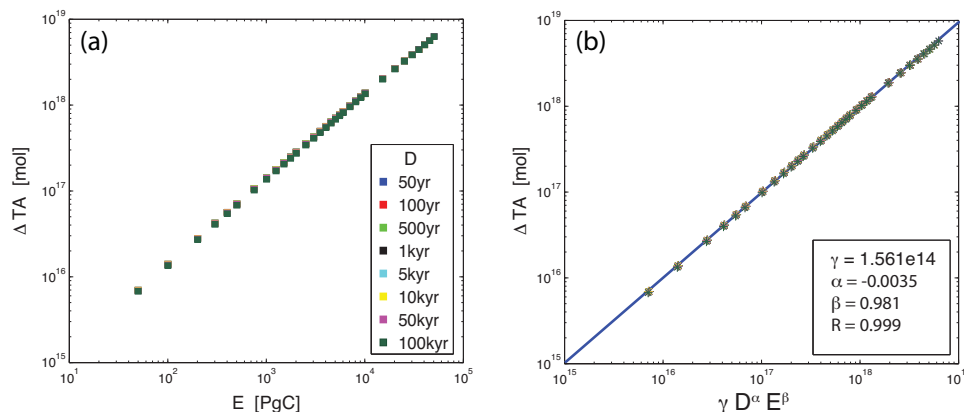 (a)
Δ TA [mol]
10^19
10^18
10^17
10^16
10^15
10^1
10^2
10^3
10^4
10^5
E [PgC]
D
50yr
100yr
500yr
1kyr
5kyr
10kyr
50kyr
100kyr
(b)
Δ TA [mol]
10^19
10^18
10^17
10^16
10^15
10^15
10^16
10^17
10^18
γ D^α E^β
γ = 1.561e14
α = -0.0035
β = 0.981
R = 0.999